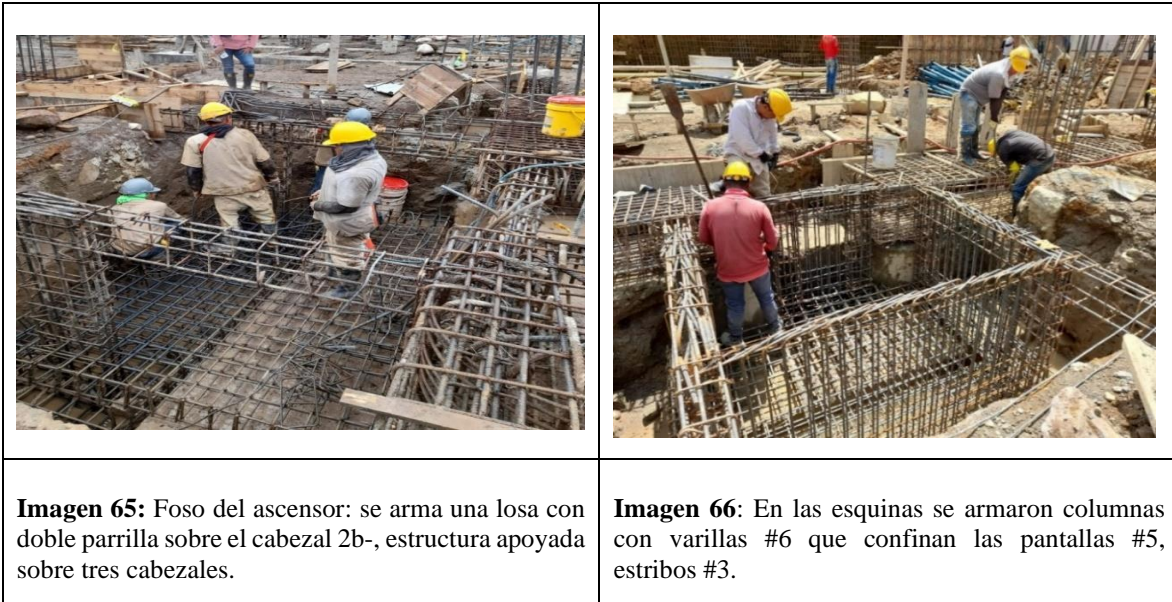 Imagen 65: Foso del ascensor: se arma una losa con
doble parrilla sobre el cabezal 2b-, estructura apoyada
sobre tres cabezales.
Imagen 66: En las esquinas se armaron columnas
con varillas #6 que confinan las pantallas #5,
estribos #3.